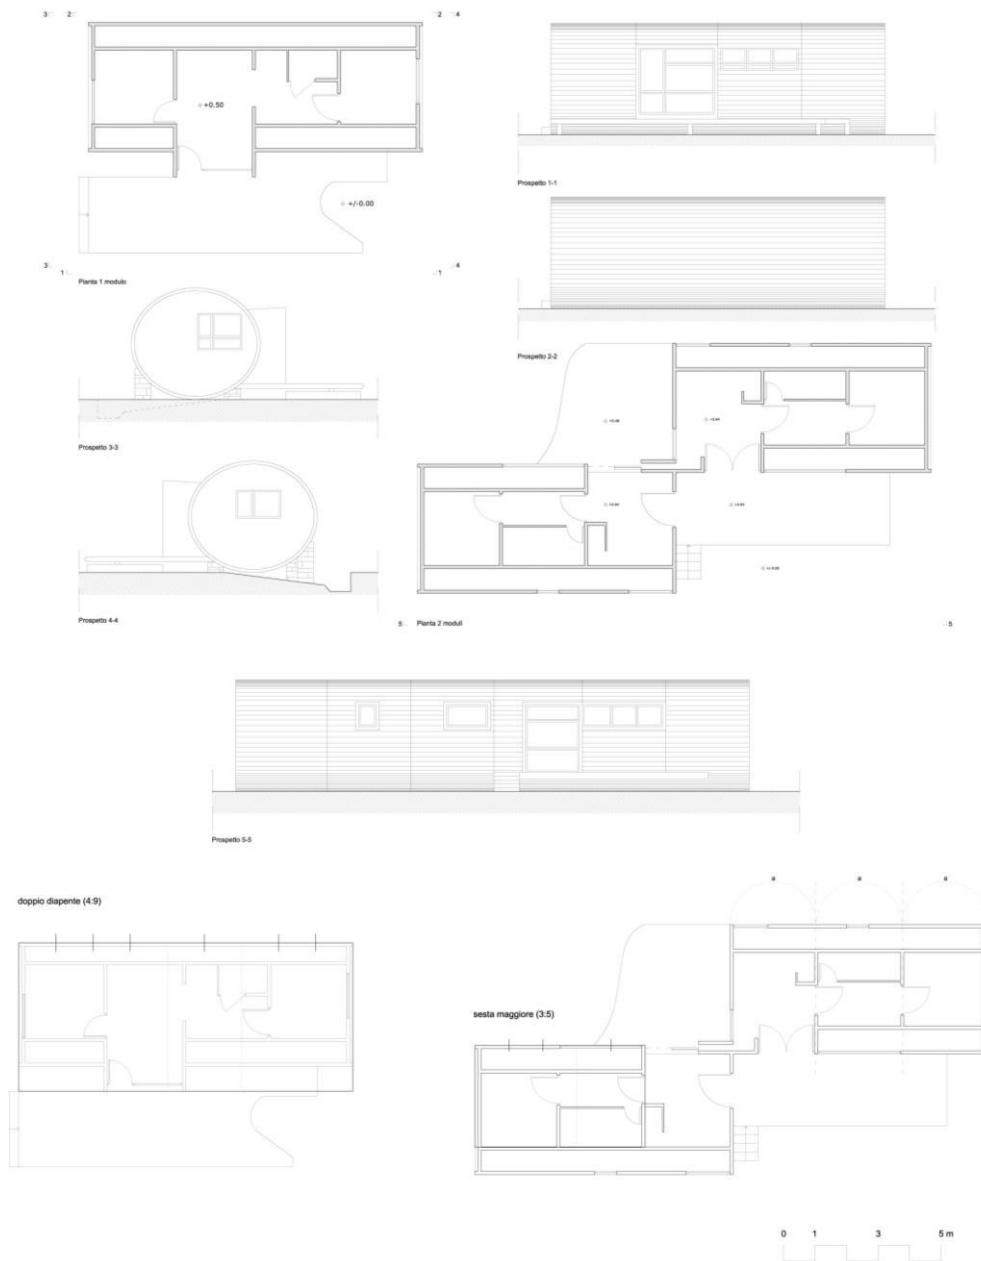 3 2 2 4
+0.50
+/-0.00
3 1 1 4
Pianta 1 modulo
Prospetto 1-1
Prospetto 2-2
Prospetto 3-3
Prospetto 4-4
5 Pianta 2 moduli 5
Prospetto 5-5
doppio diapente (4:9)
a a a
sesta maggiore (3:5)
0 1 3 5 m